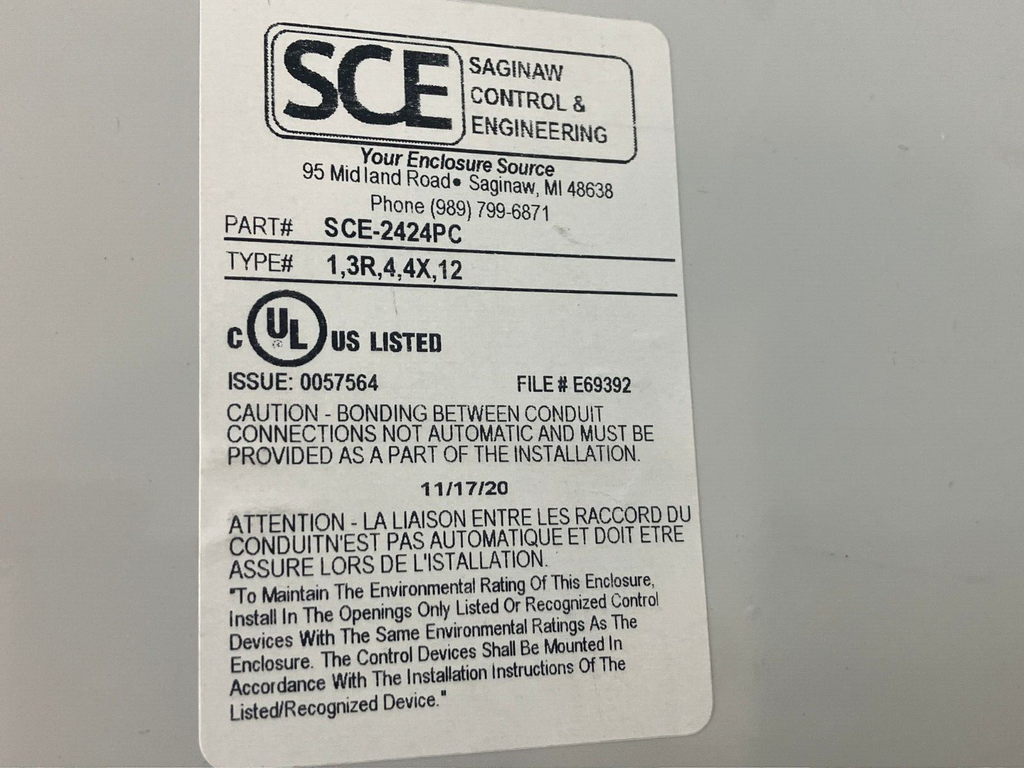 SCE
SAGINAW
CONTROL &
ENGINEERING
Your Enclosure Source
95 Midland Road• Saginaw, MI 48638
Phone (989) 799-6871
PART# SCE-2424PC
TYPE# 1,3R,4,4X,12
C UL US LISTED
ISSUE: 0057564 FILE # E69392
CAUTION - BONDING BETWEEN CONDUIT
CONNECTIONS NOT AUTOMATIC AND MUST BE
PROVIDED AS A PART OF THE INSTALLATION.
11/17/20
ATTENTION - LA LIAISON ENTRE LES RACCORD DU
CONDUITN'EST PAS AUTOMATIQUE ET DOIT ETRE
ASSURE LORS DE L'ISTALLATION.
"To Maintain The Environmental Rating Of This Enclosure,
Install In The Openings Only Listed Or Recognized Control
Devices With The Same Environmental Ratings As The
Enclosure. The Control Devices Shall Be Mounted In
Accordance With The Installation Instructions Of The
Listed/Recognized Device."